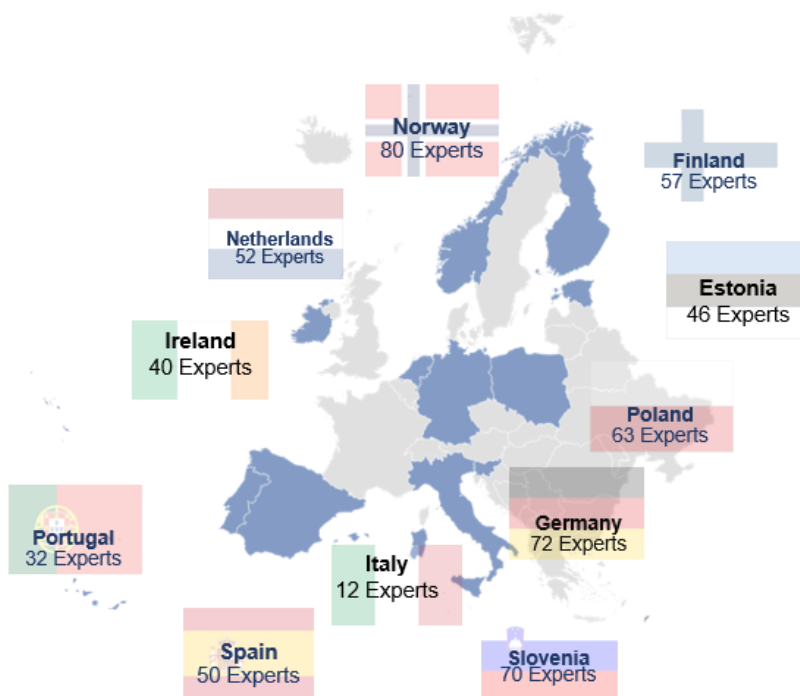 Norway
80 Experts
Finland
57 Experts
Netherlands
52 Experts
Estonia
46 Experts
Ireland
40 Experts
Poland
63 Experts
Portugal
32 Experts
Germany
72 Experts
Italy
12 Experts
Spain
50 Experts
Slovenia
70 Experts